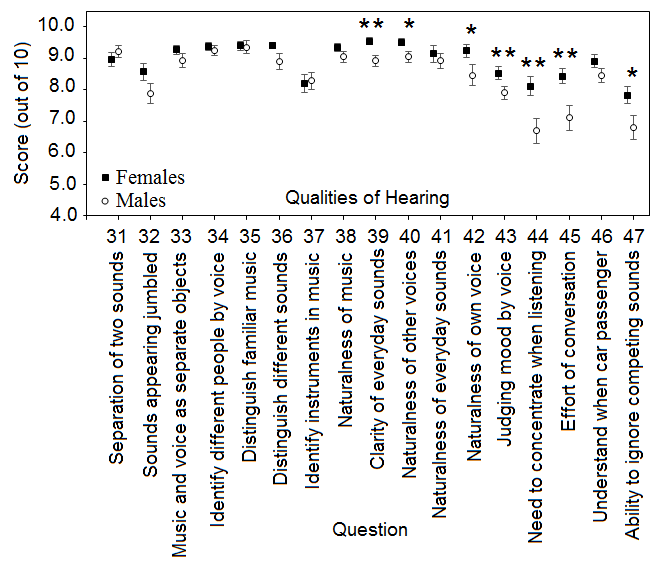 10.0
9.0
8.0
7.0
6.0
5.0
4.0
Score (out of 10)
** * * ** ** ** *
Females
Males
Qualities of Hearing
31 32 33 34 35 36 37 38 39 40 41 42 43 44 45 46 47
Separation of two sounds
Sounds appearing jumbled
Music and voice as separate objects
Identify different people by voice
Distinguish familiar music
Distinguish different sounds
Identify instruments in music
Naturalness of music
Clarity of everyday sounds
Naturalness of other voices
Naturalness of everyday sounds
Naturalness of own voice
Judging mood by voice
Need to concentrate when listening
Effort of conversation
Understand when car passenger
Ability to ignore competing sounds
Question